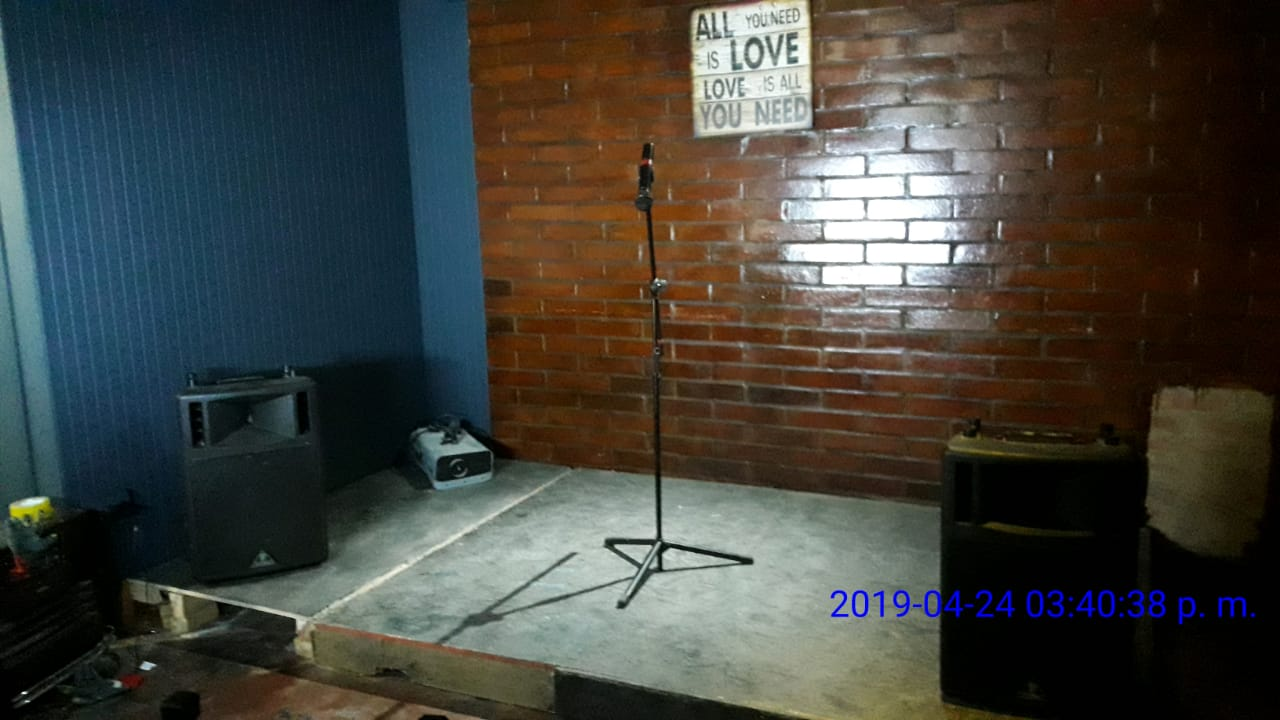 ALL YOU NEED
IS LOVE
LOVE IS ALL
YOU NEED
2019-04-24 03:40:38 p. m.